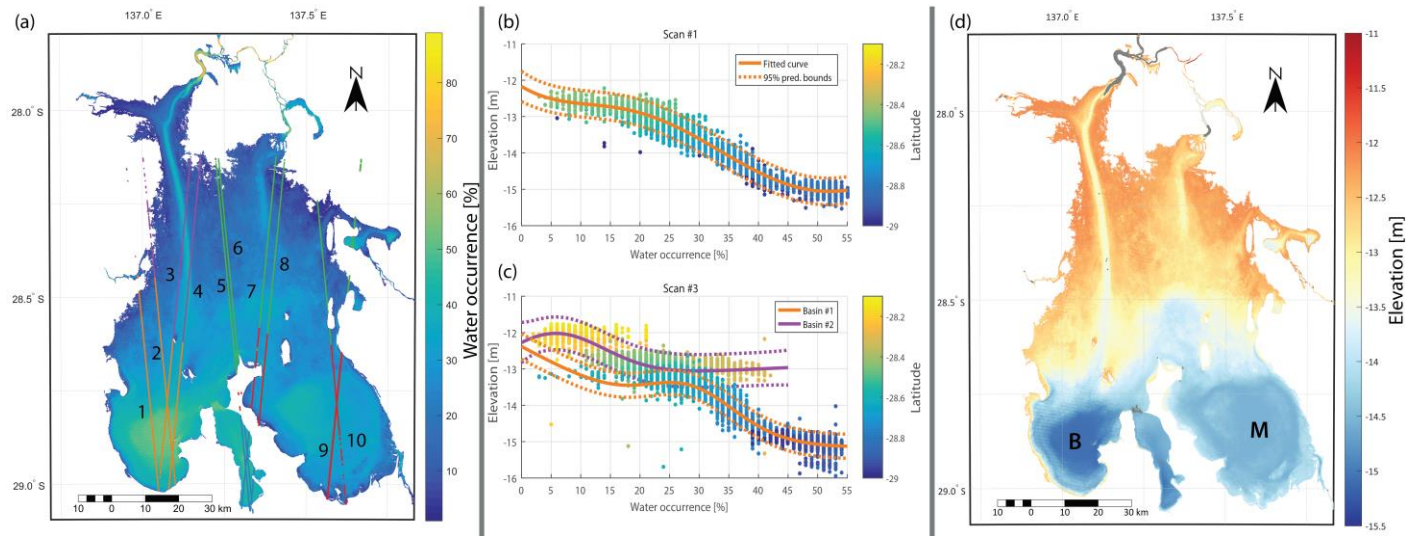 (a)
137.0° E
137.5° E
28.0° S
28.5° S
29.0° S
N
1
2
3
4
5
6
7
8
9
10
10 0 10 20 30 km
80
70
60
50
40
30
20
10
Water occurrence [%]
(b)
Scan #1
Fitted curve
95% pred. bounds
Elevation [m]
-11
-12
-13
-14
-15
-16
0 5 10 15 20 25 30 35 40 45 50 55
Water occurrence [%]
-28.2
-28.4
-28.6
-28.8
-29
Latitude
(c)
Scan #3
Basin #1
Basin #2
Elevation [m]
-11
-12
-13
-14
-15
-16
0 5 10 15 20 25 30 35 40 45 50 55
Water occurrence [%]
-28.2
-28.4
-28.6
-28.8
-29
Latitude
(d)
137.0° E
137.5° E
28.0° S
28.5° S
29.0° S
N
B
M
10 0 10 20 30 km
-11
-11.5
-12
-12.5
-13
-13.5
-14
-14.5
-15
-15.5
Elevation [m]